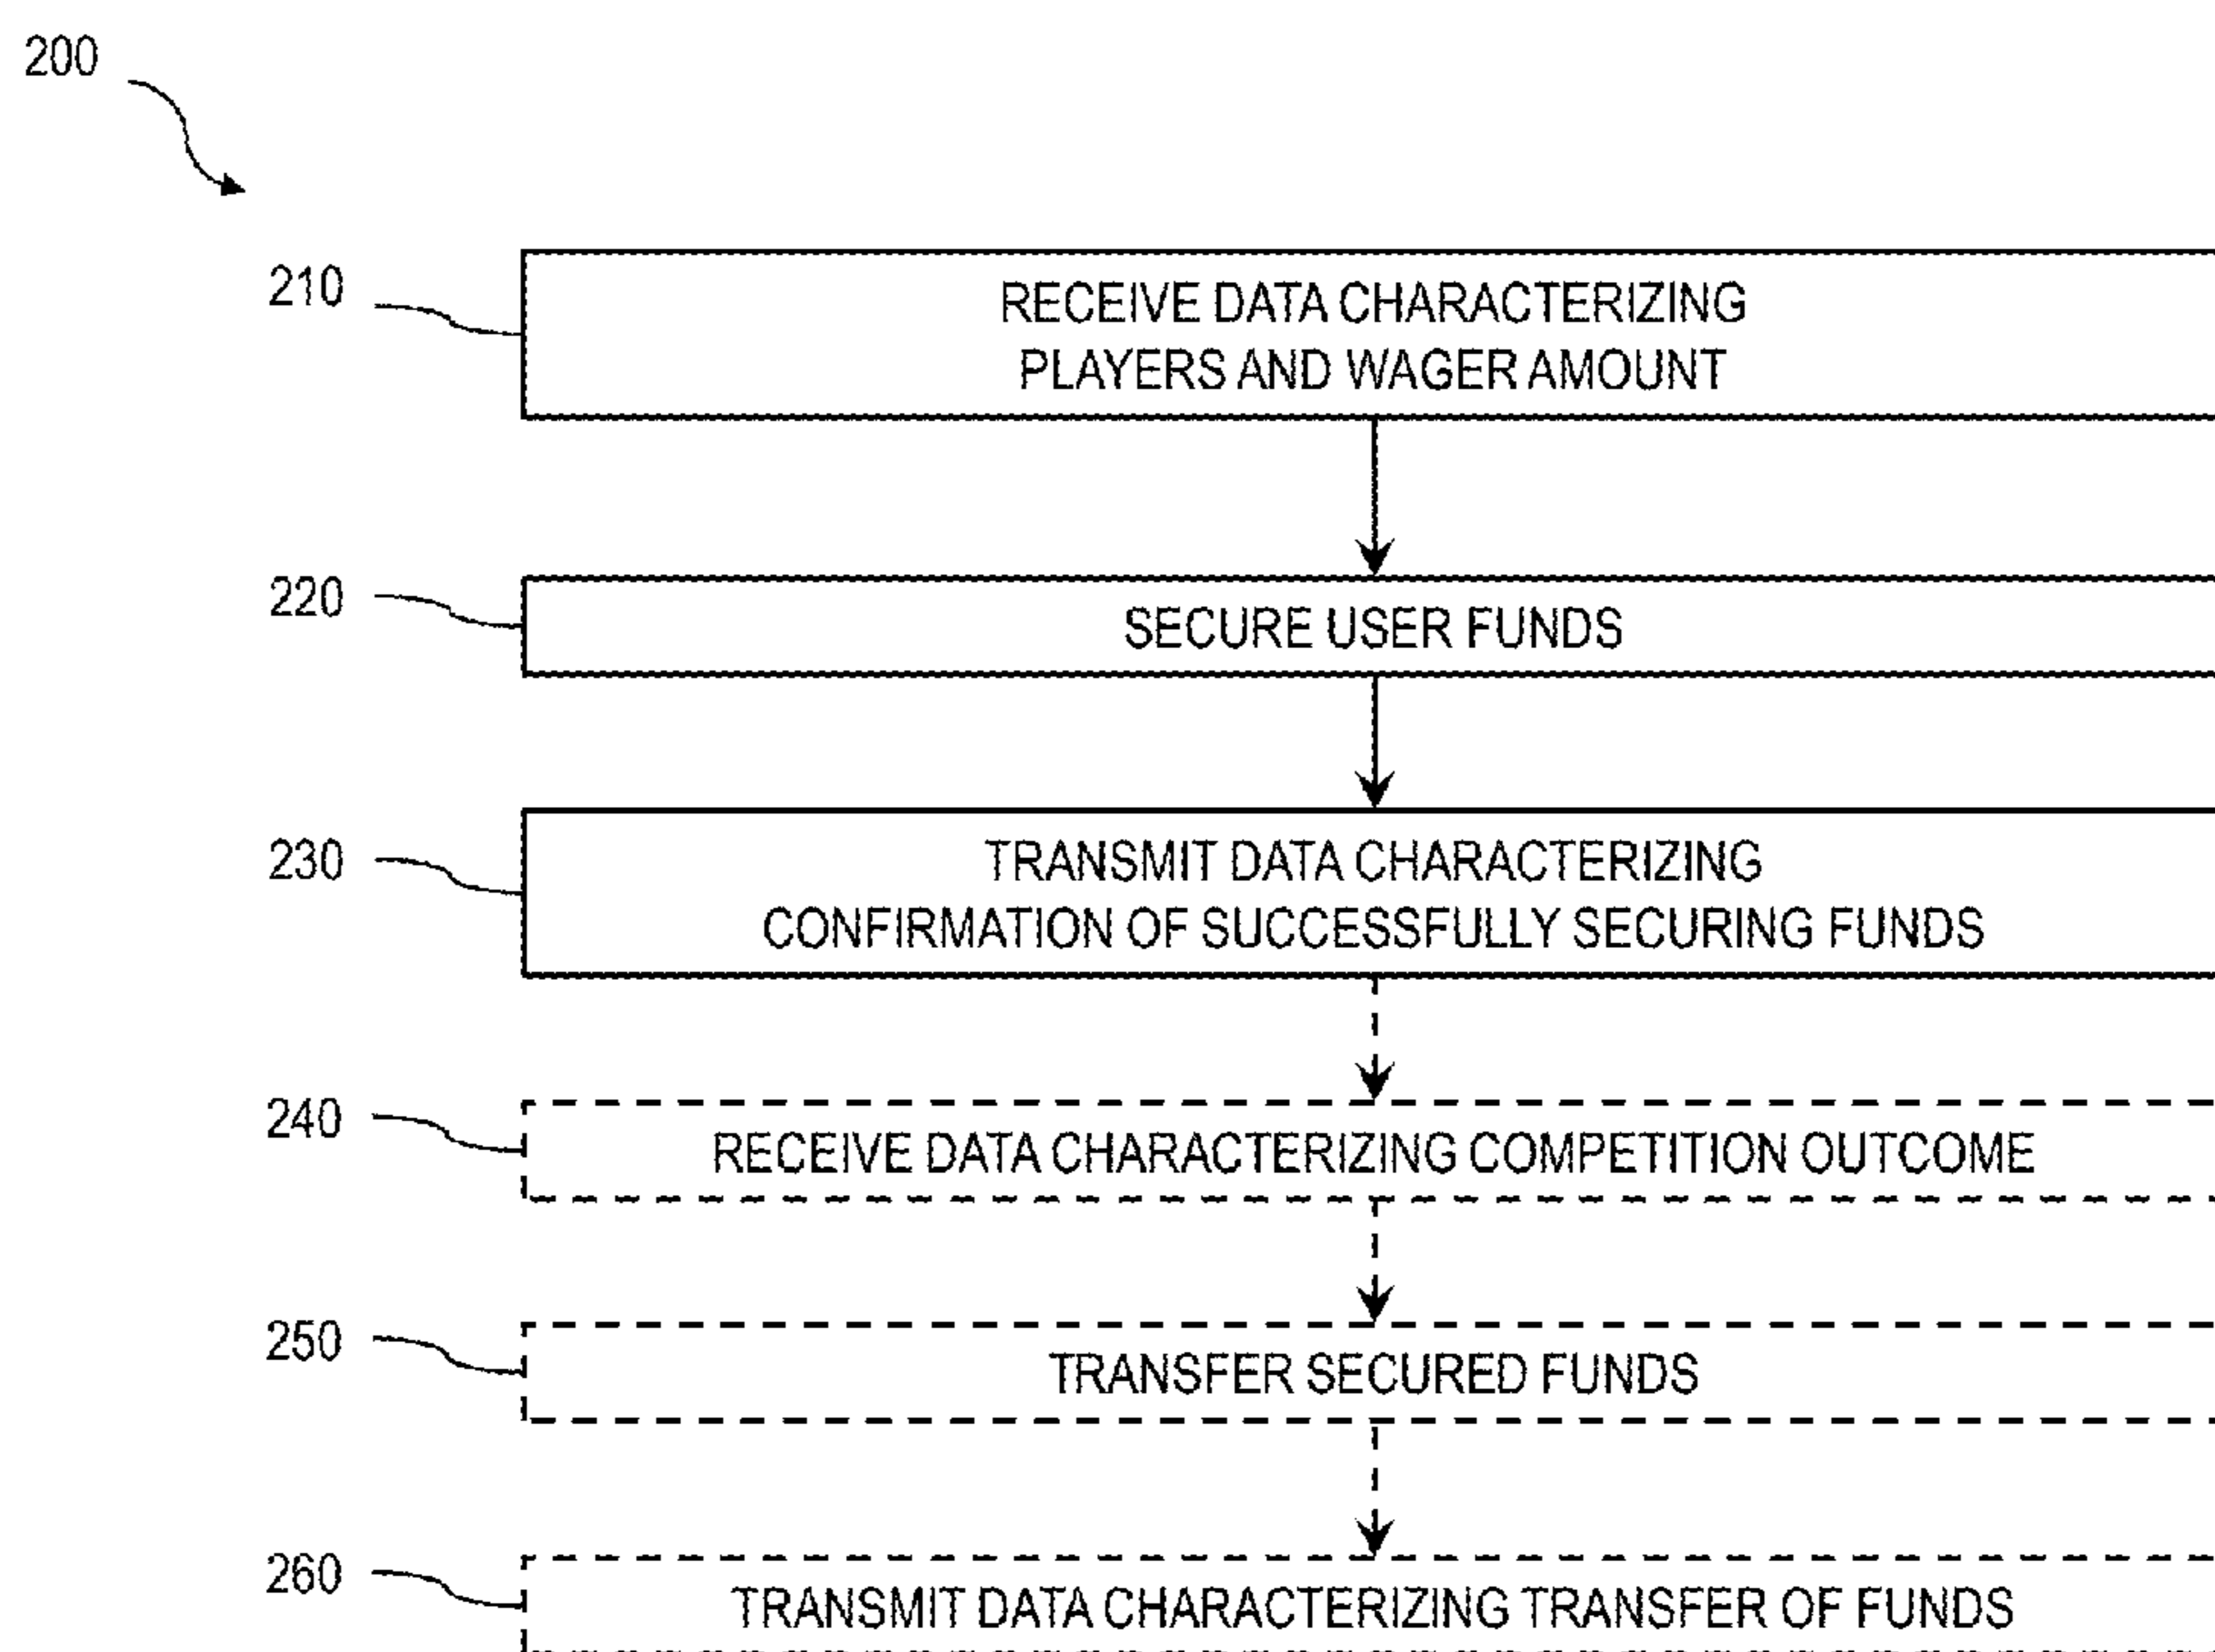 200
210
RECEIVE DATA CHARACTERIZING
PLAYERS AND WAGER AMOUNT
220
SECURE USER FUNDS
230
TRANSMIT DATA CHARACTERIZING
CONFIRMATION OF SUCCESSFULLY SECURING FUNDS
240
RECEIVE DATA CHARACTERIZING COMPETITION OUTCOME
250
TRANSFER SECURED FUNDS
260
TRANSMIT DATA CHARACTERIZING TRANSFER OF FUNDS